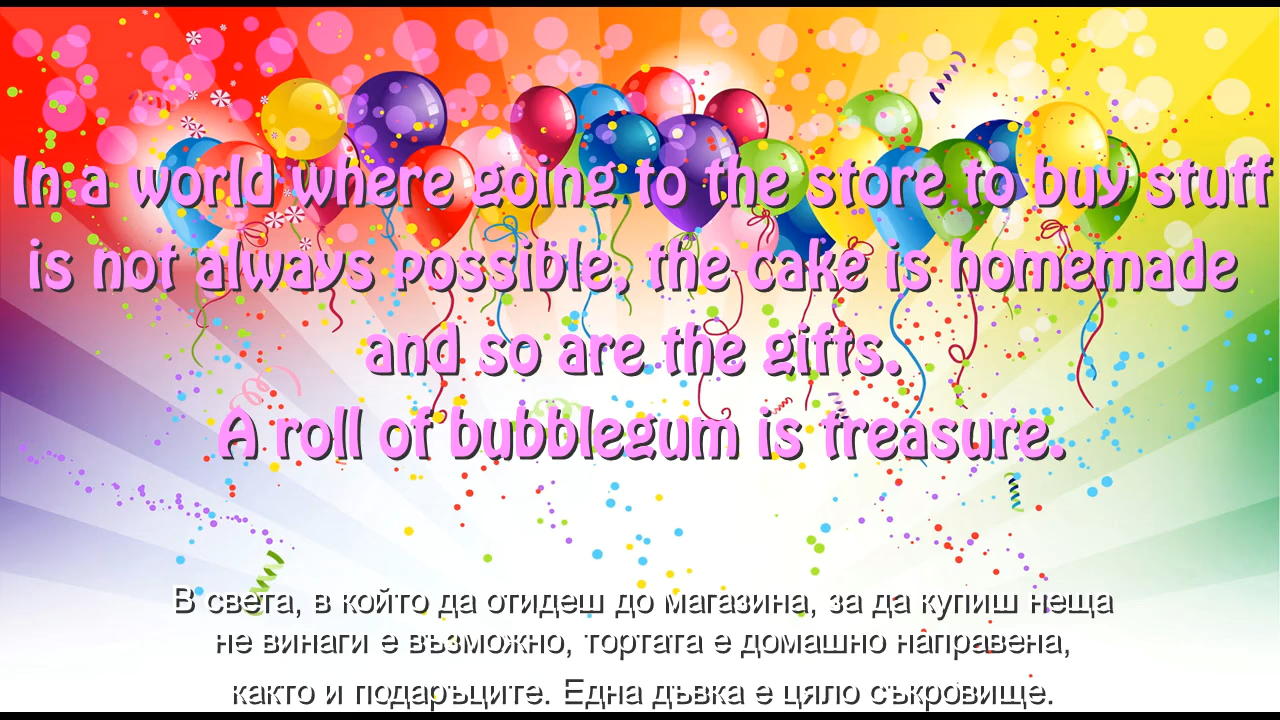 In a world where going to the store to buy stuff
is not always possible, the cake is homemade
and so are the gifts.
A roll of bubblegum is treasure.
В света, в който да отидеш до магазина, за да купиш неща
не винаги е възможно, тортата е домашно направена,
както и подаръците. Една дъвка е цяло съкровище.